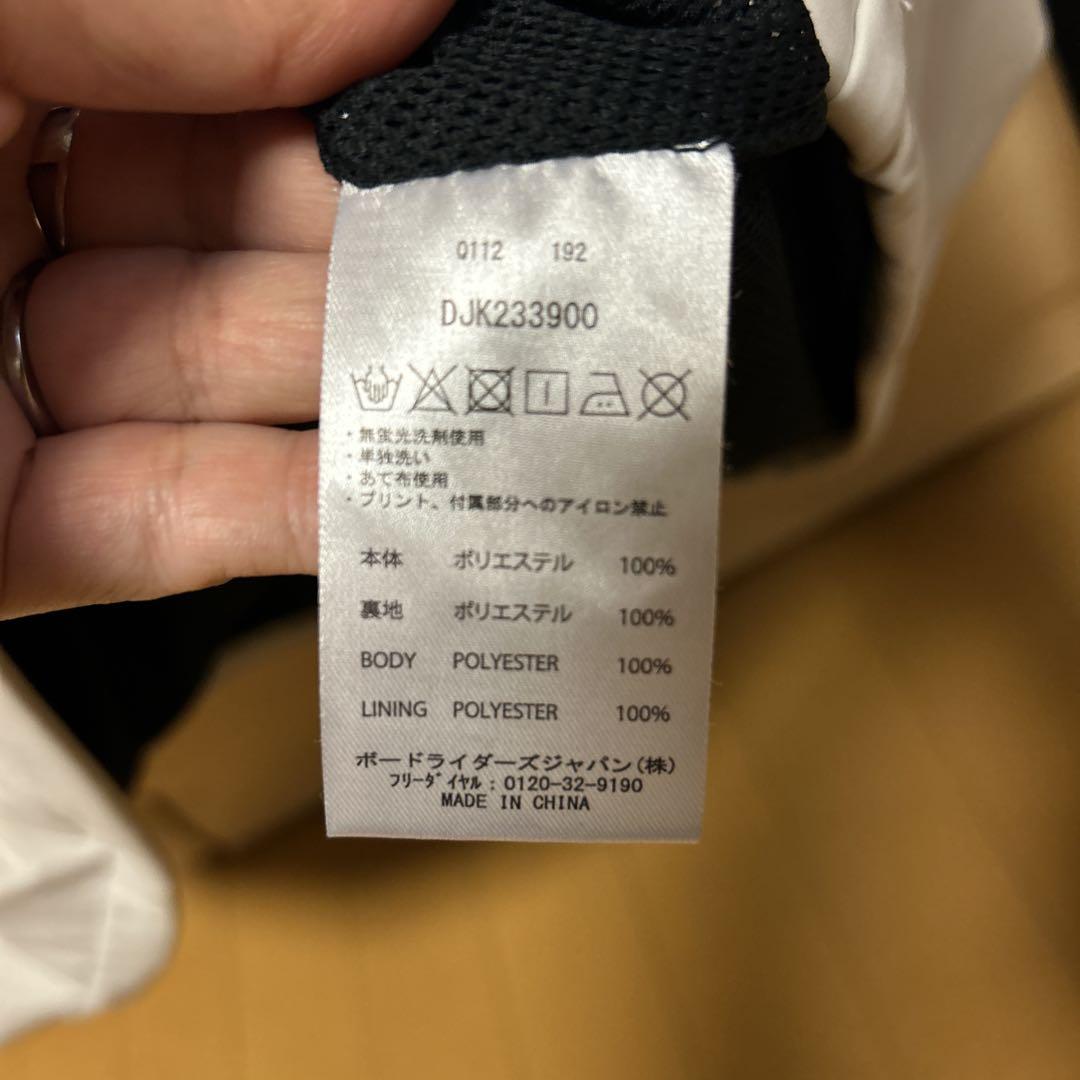 0112 192
DJK233900
・無蛍光洗剤使用
・単独洗い
・あて布使用
・プリント、付属部分へのアイロン禁止
本体 ポリエステル 100%
裏地 ポリエステル 100%
BODY POLYESTER 100%
LINING POLYESTER 100%
ボードライダーズジャパン(株)
フリーダイヤル:0120-32-9190
MADE IN CHINA